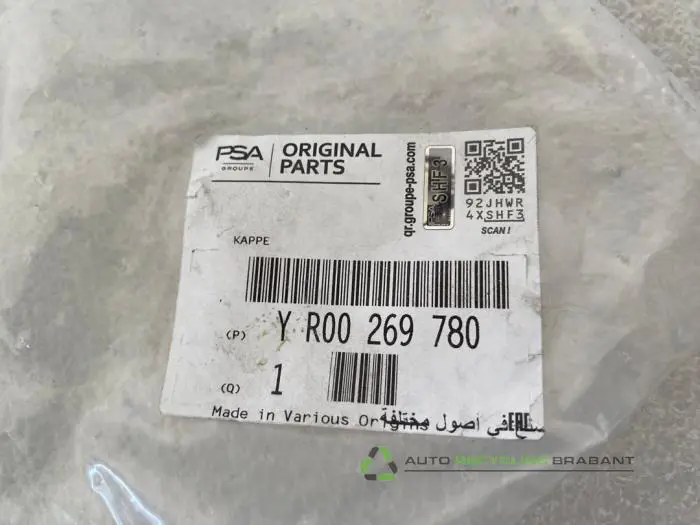 PSA
GROUPE
ORIGINAL
PARTS
qr.groupe-psa.com
SHF3
92JHWR
4XSHF3
SCAN!
KAPPE
(P) Y R00 269 780
(Q) 1
Made in Various Origins صنع في أصول مختلفة EAC
AUTO RECYCLING BRABANT